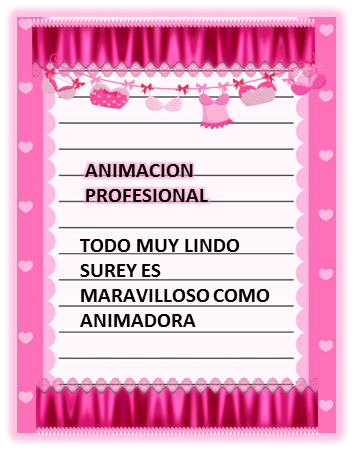 ANIMACION
PROFESIONAL
TODO MUY LINDO
SUREY ES
MARAVILLOSO COMO
ANIMADORA